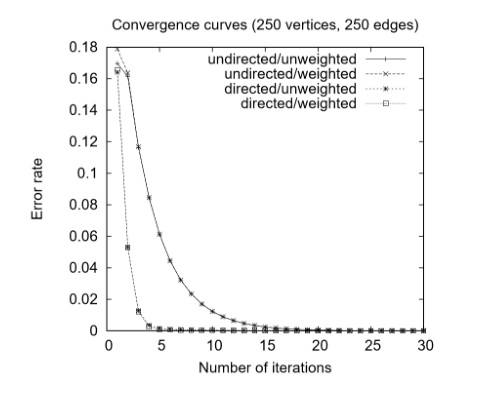 Convergence curves (250 vertices, 250 edges)
undirected/unweighted
undirected/weighted
directed/unweighted
directed/weighted
0.18
0.16
0.14
0.12
0.1
0.08
0.06
0.04
0.02
0
Error rate
0 5 10 15 20 25 30
Number of iterations